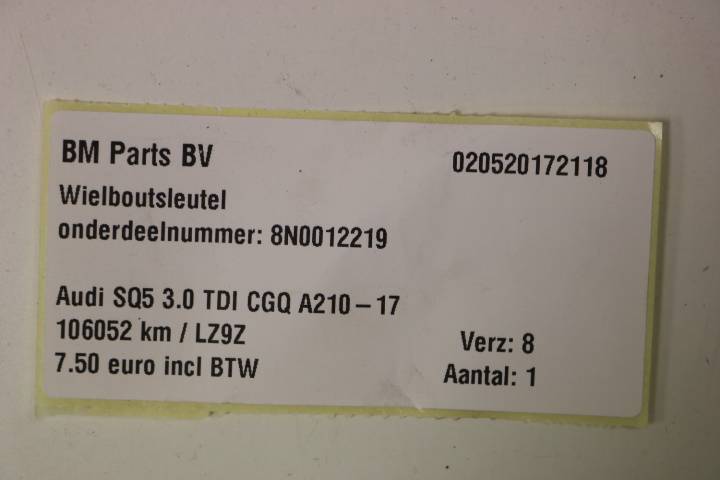 BM Parts BV 020520172118
Wielboutsleutel
onderdeelnummer: 8N0012219
Audi SQ5 3.0 TDI CGQ A210-17
106052 km / LZ9Z Verz: 8
7.50 euro incl BTW Aantal: 1